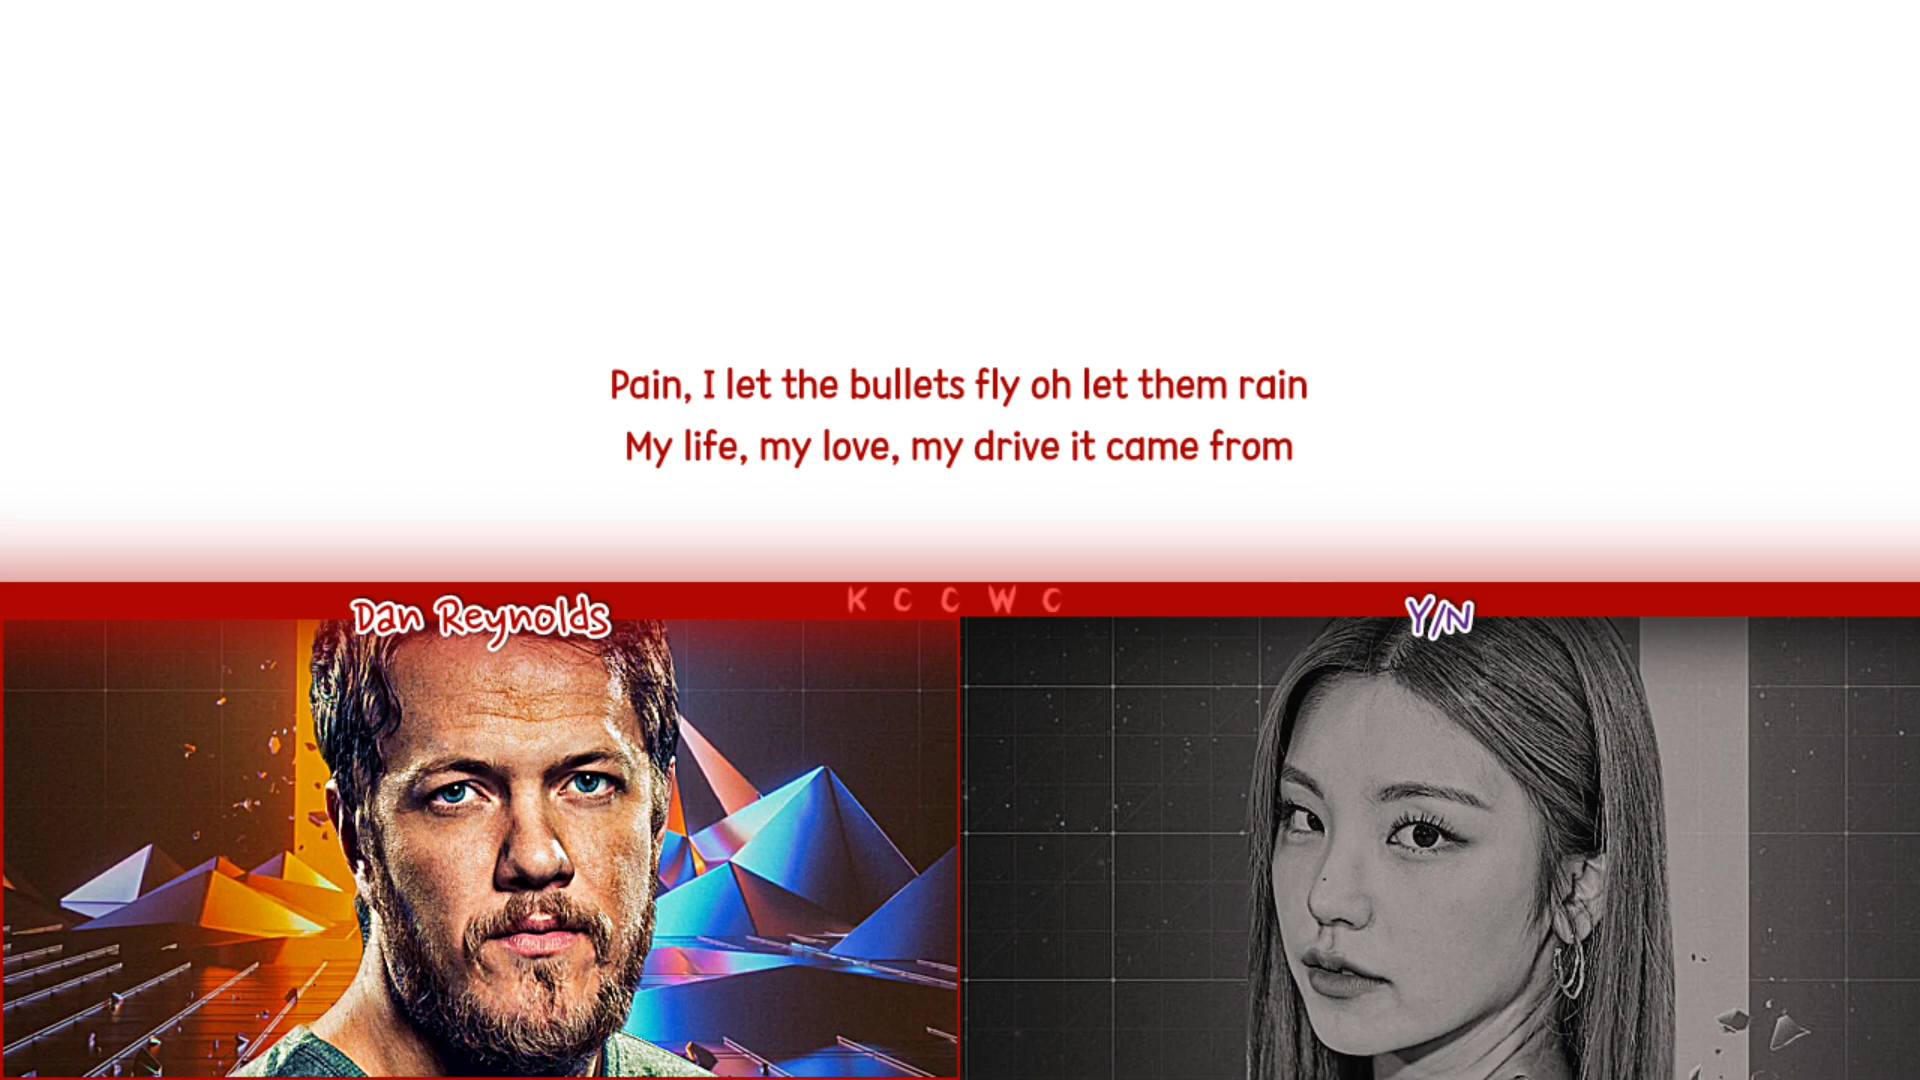 Pain, I let the bullets fly oh let them rain
My life, my love, my drive it came from
K C C W C
Dan Reynolds
Y/N